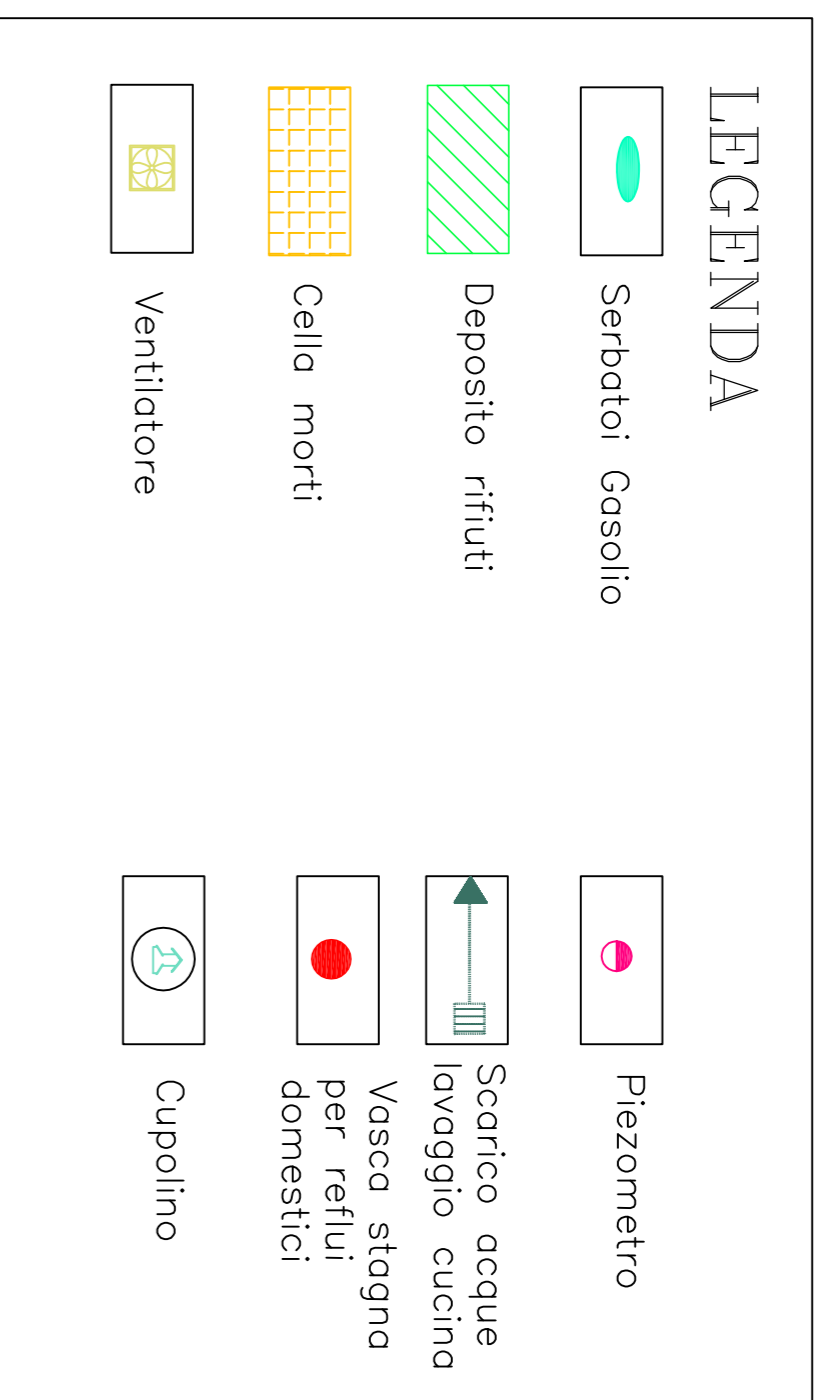 LEGENDA
Serbatoi Gasolio
Deposito rifiuti
Cella morti
Ventilatore
Piezometro
Scarico acque
lavaggio cucina
Vasca stagna
per reflui
domestici
Cupolino